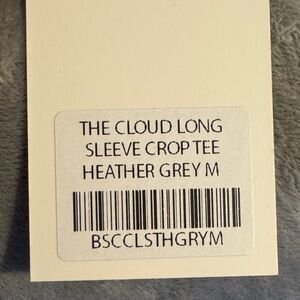 THE CLOUD LONG
SLEEVE CROP TEE
HEATHER GREY M
BSCCLSTHGRYM